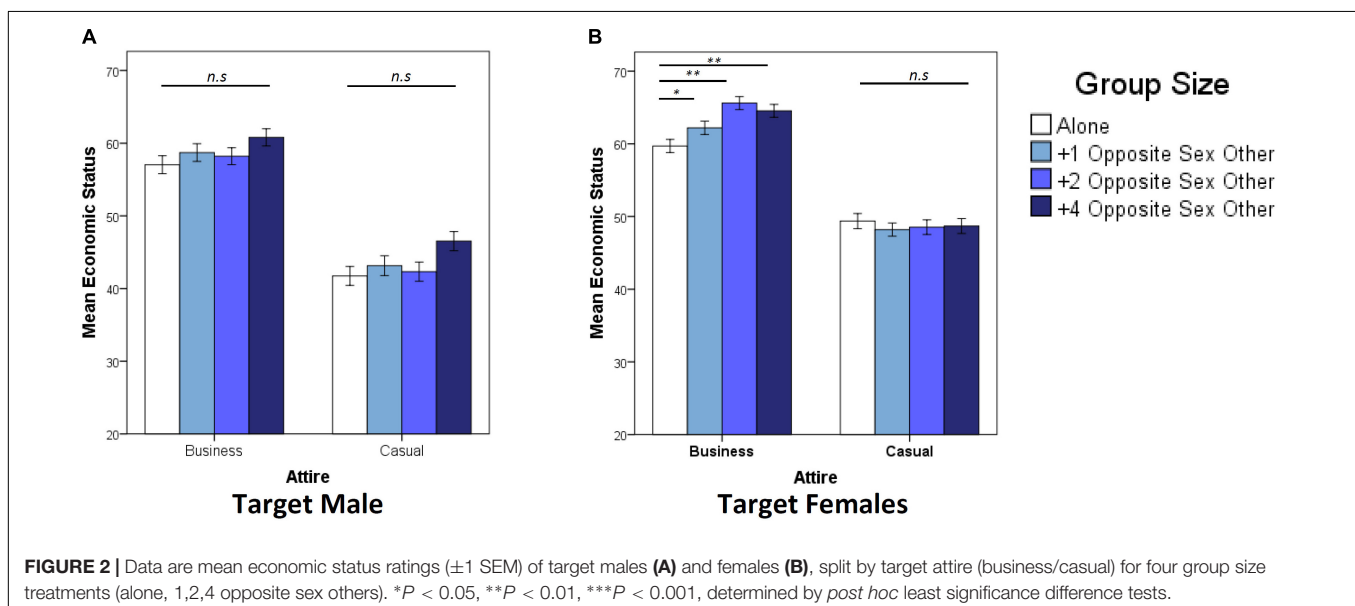 A
B
n.s
n.s
**
**
*
n.s
Group Size
Alone
+1 Opposite Sex Other
+2 Opposite Sex Other
+4 Opposite Sex Other
Mean Economic Status
70
60
50
40
30
20
Business
Casual
Attire
Target Male
Mean Economic Status
70
60
50
40
30
20
Business
Casual
Attire
Target Females
FIGURE 2 | Data are mean economic status ratings (±1 SEM) of target males (A) and females (B), split by target attire (business/casual) for four group size
treatments (alone, 1,2,4 opposite sex others). *P < 0.05, **P < 0.01, ***P < 0.001, determined by post hoc least significance difference tests.